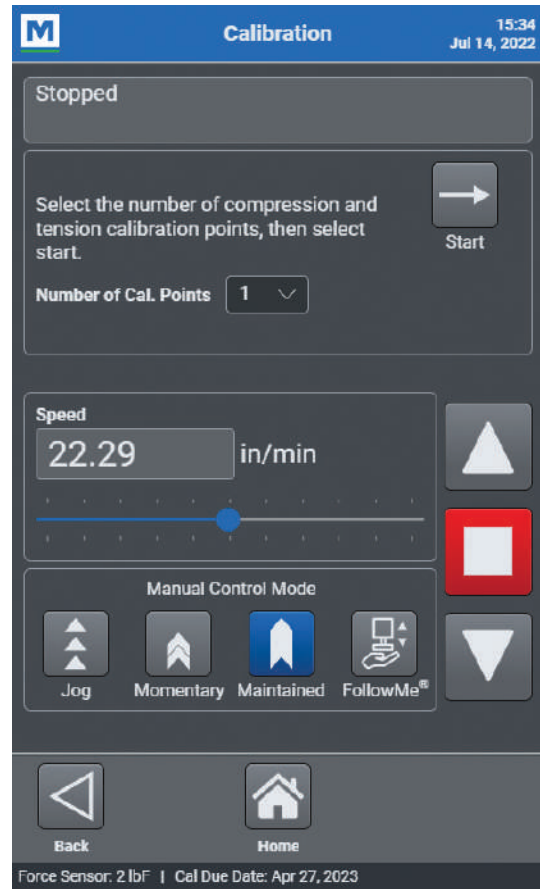 M
Calibration
15:34
Jul 14, 2022
Stopped
Select the number of compression and
tension calibration points, then select
start.
Start
Number of Cal. Points 1
Speed
22.29 in/min
Manual Control Mode
Jog Momentary Maintained FollowMe®
Back Home
Force Sensor: 2 lbF | Cal Due Date: Apr 27, 2023